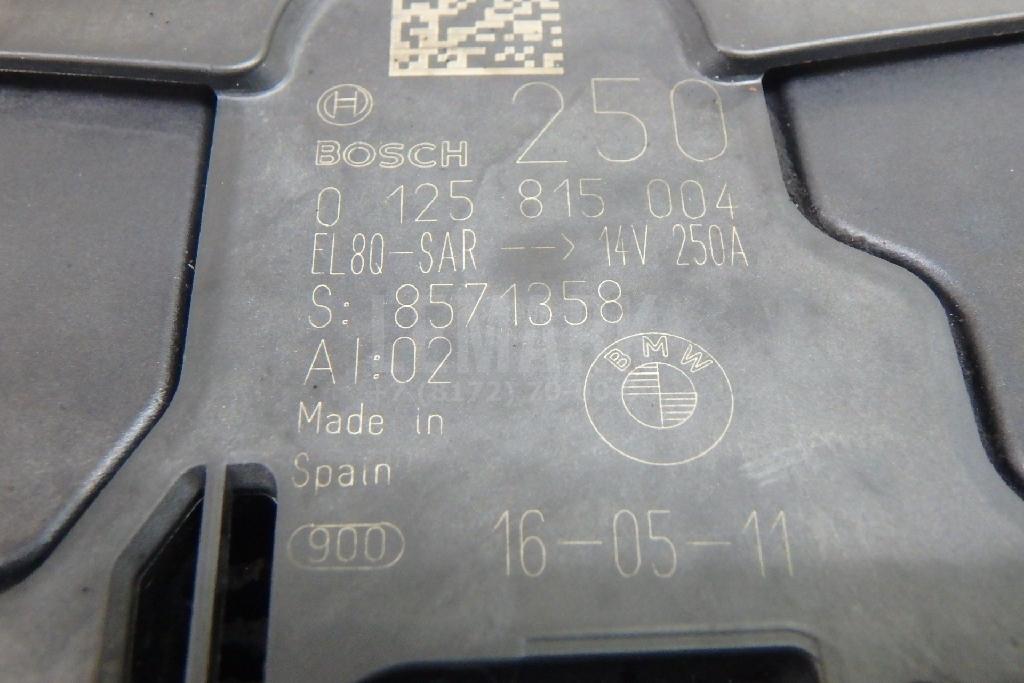 250
BOSCH
0 125 815 004
EL8Q-SAR --> 14V 250A
S: 8571358
AI:02
BMW
Made in
Spain
900
16-05-11